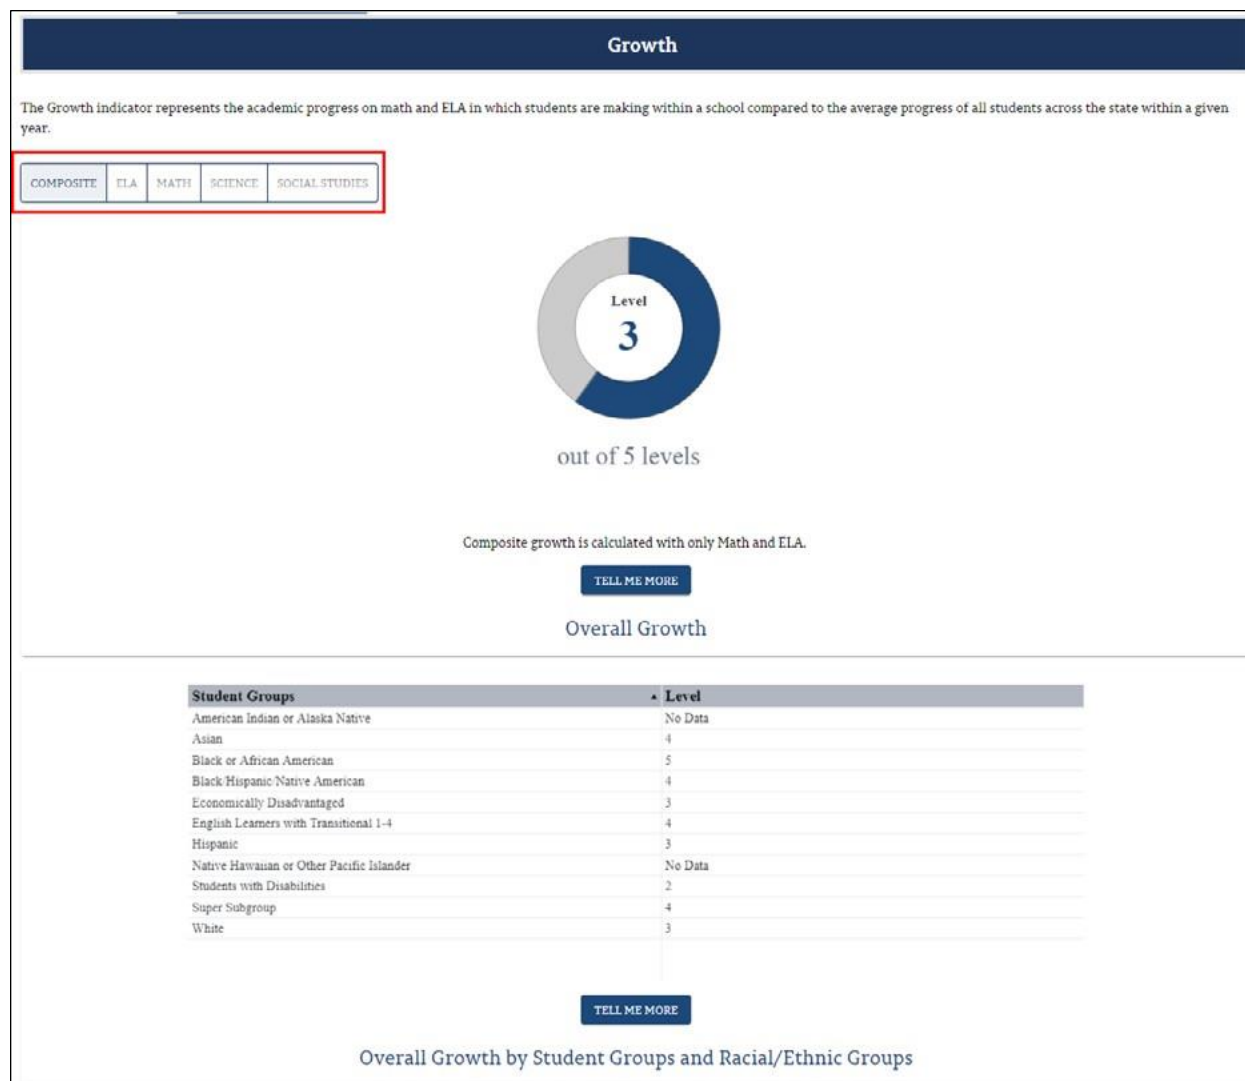 Growth
The Growth indicator represents the academic progress on math and ELA in which students are making within a school compared to the average progress of all students across the state within a given
year.
COMPOSITE ELA MATH SCIENCE SOCIAL STUDIES
Level
3
out of 5 levels
Composite growth is calculated with only Math and ELA.
TELL ME MORE
Overall Growth
Student Groups Level
American Indian or Alaska Native No Data
Asian 4
Black or African American 5
Black/Hispanic/Native American 4
Economically Disadvantaged 3
English Learners with Transitional 1-4 4
Hispanic 3
Native Hawaiian or Other Pacific Islander No Data
Students with Disabilities 2
Super Subgroup 4
White 3
TELL ME MORE
Overall Growth by Student Groups and Racial/Ethnic Groups